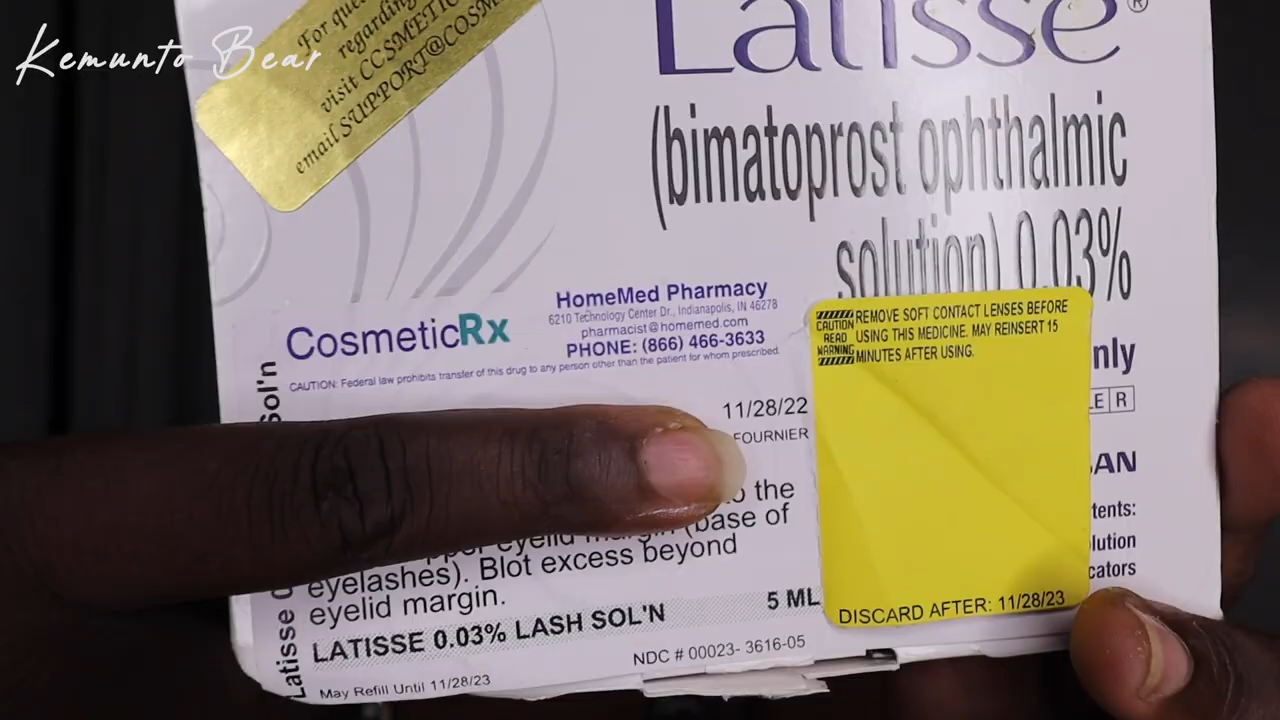 Kemunto Bear
For que
regarding
visit CCSMETIC
email SUPPORT@COSM
Latisse®
(bimatoprost ophthalmic
solution) 0.03%
CosmeticRx
HomeMed Pharmacy
6210 Technology Center Dr., Indianapolis, IN 46278
pharmacist@homemed.com
PHONE: (866) 466-3633
CAUTION: Federal law prohibits transfer of this drug to any person other than the patient for whom prescribed.
11/28/22
FOURNIER
to the
upper eyelid margin (base of
eyelashes). Blot excess beyond
eyelid margin.
LATISSE 0.03% LASH SOL'N 5 ML
NDC # 00023- 3616-05
May Refill Until 11/28/23
Latisse
Sol'n
CAUTION
READ
WARNING
REMOVE SOFT CONTACT LENSES BEFORE
USING THIS MEDICINE. MAY REINSERT 15
MINUTES AFTER USING.
DISCARD AFTER: 11/28/23
nly
LE R
AN
tents:
lution
cators